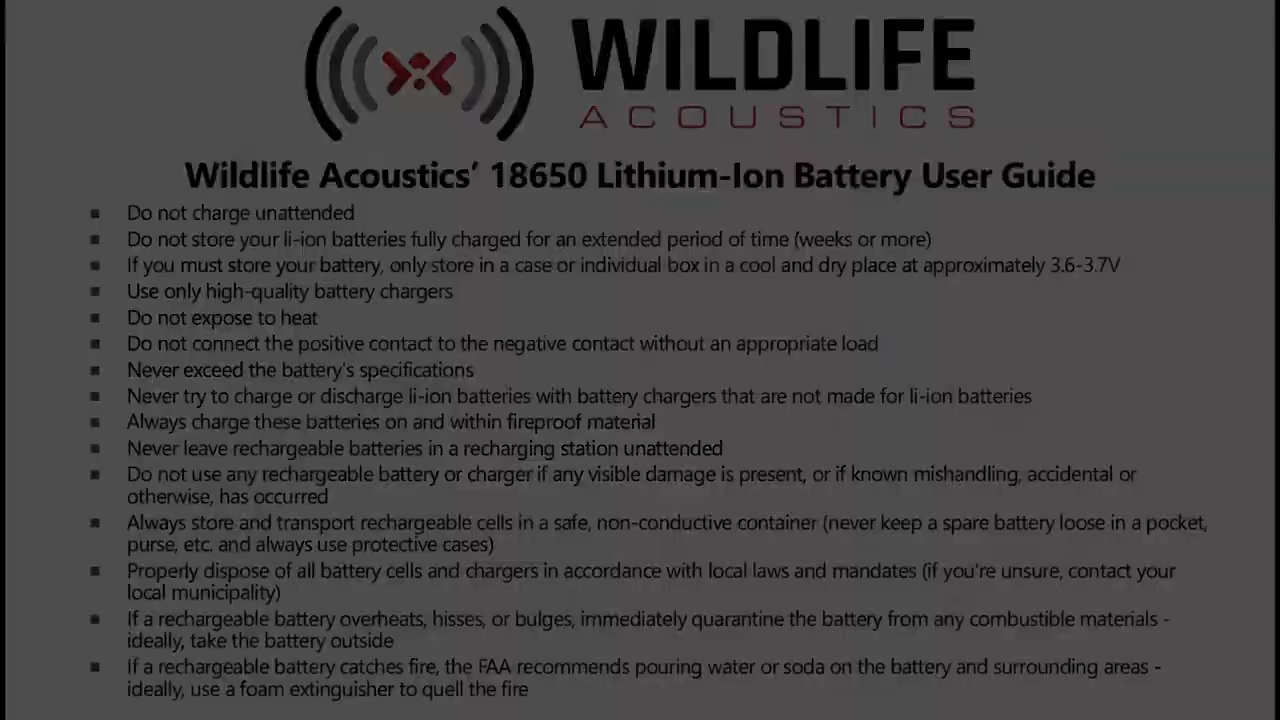 WILDLIFE
ACOUSTICS
Wildlife Acoustics’ 18650 Lithium-Ion Battery User Guide
▪ Do not charge unattended
▪ Do not store your li-ion batteries fully charged for an extended period of time (weeks or more)
▪ If you must store your battery, only store in a case or individual box in a cool and dry place at approximately 3.6-3.7V
▪ Use only high-quality battery chargers
▪ Do not expose to heat
▪ Do not connect the positive contact to the negative contact without an appropriate load
▪ Never exceed the battery's specifications
▪ Never try to charge or discharge li-ion batteries with battery chargers that are not made for li-ion batteries
▪ Always charge these batteries on and within fireproof material
▪ Never leave rechargeable batteries in a recharging station unattended
▪ Do not use any rechargeable battery or charger if any visible damage is present, or if known mishandling, accidental or
otherwise, has occurred
▪ Always store and transport rechargeable cells in a safe, non-conductive container (never keep a spare battery loose in a pocket,
purse, etc. and always use protective cases)
▪ Properly dispose of all battery cells and chargers in accordance with local laws and mandates (if you're unsure, contact your
local municipality)
▪ If a rechargeable battery overheats, hisses, or bulges, immediately quarantine the battery from any combustible materials -
ideally, take the battery outside
▪ If a rechargeable battery catches fire, the FAA recommends pouring water or soda on the battery and surrounding areas -
ideally, use a foam extinguisher to quell the fire